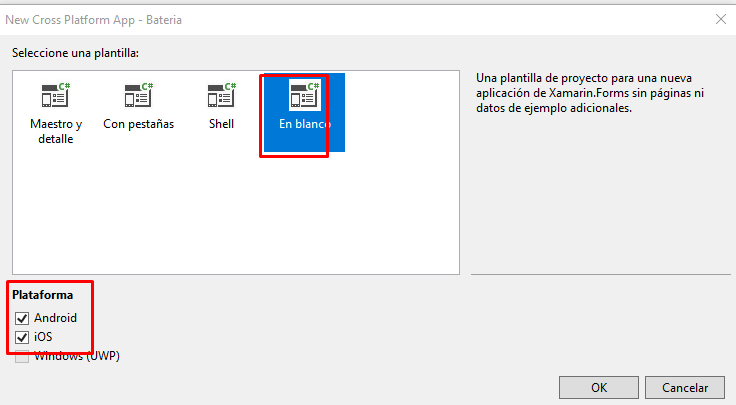 New Cross Platform App - Bateria
Seleccione una plantilla:
C# C# C# C#
Maestro y detalle
Con pestañas
Shell
En blanco
Una plantilla de proyecto para una nueva
aplicación de Xamarin.Forms sin páginas ni
datos de ejemplo adicionales.
Plataforma
Android
iOS
Windows (UWP)
OK
Cancelar